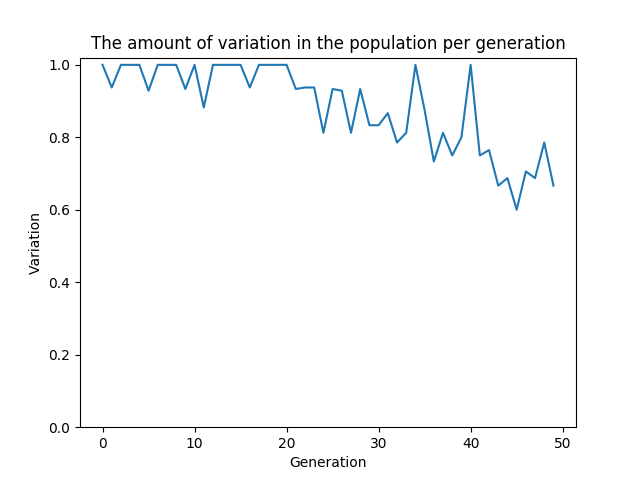 The amount of variation in the population per generation
1.0
0.8
0.6
0.4
0.2
0.0
Variation
0 10 20 30 40 50
Generation